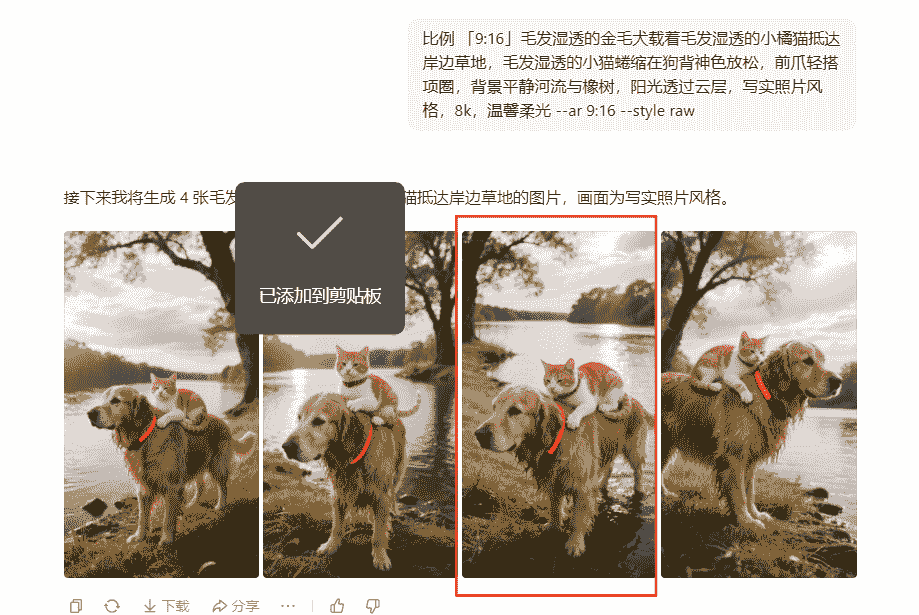 比例 「9:16」毛发湿透的金毛犬载着毛发湿透的小橘猫抵达
岸边草地，毛发湿透的小猫蜷缩在狗背神色放松，前爪轻搭
项圈，背景平静河流与橡树，阳光透过云层，写实照片风
格，8k，温馨柔光 --ar 9:16 --style raw
接下来我将生成 4 张毛发
猫抵达岸边草地的图片，画面为写实照片风格。
已添加到剪贴板
下载
分享